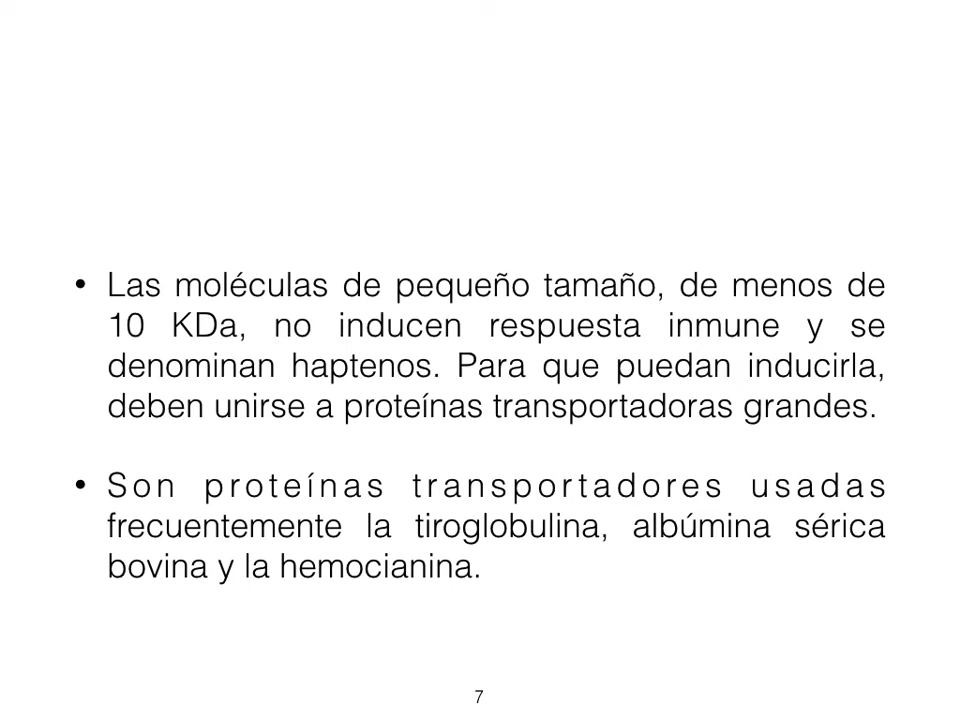 • Las moléculas de pequeño tamaño, de menos de
10 KDa, no inducen respuesta inmune y se
denominan haptenos. Para que puedan inducirla,
deben unirse a proteínas transportadoras grandes.
• Son proteínas transportadores usadas
frecuentemente la tiroglobulina, albúmina sérica
bovina y la hemocianina.
7